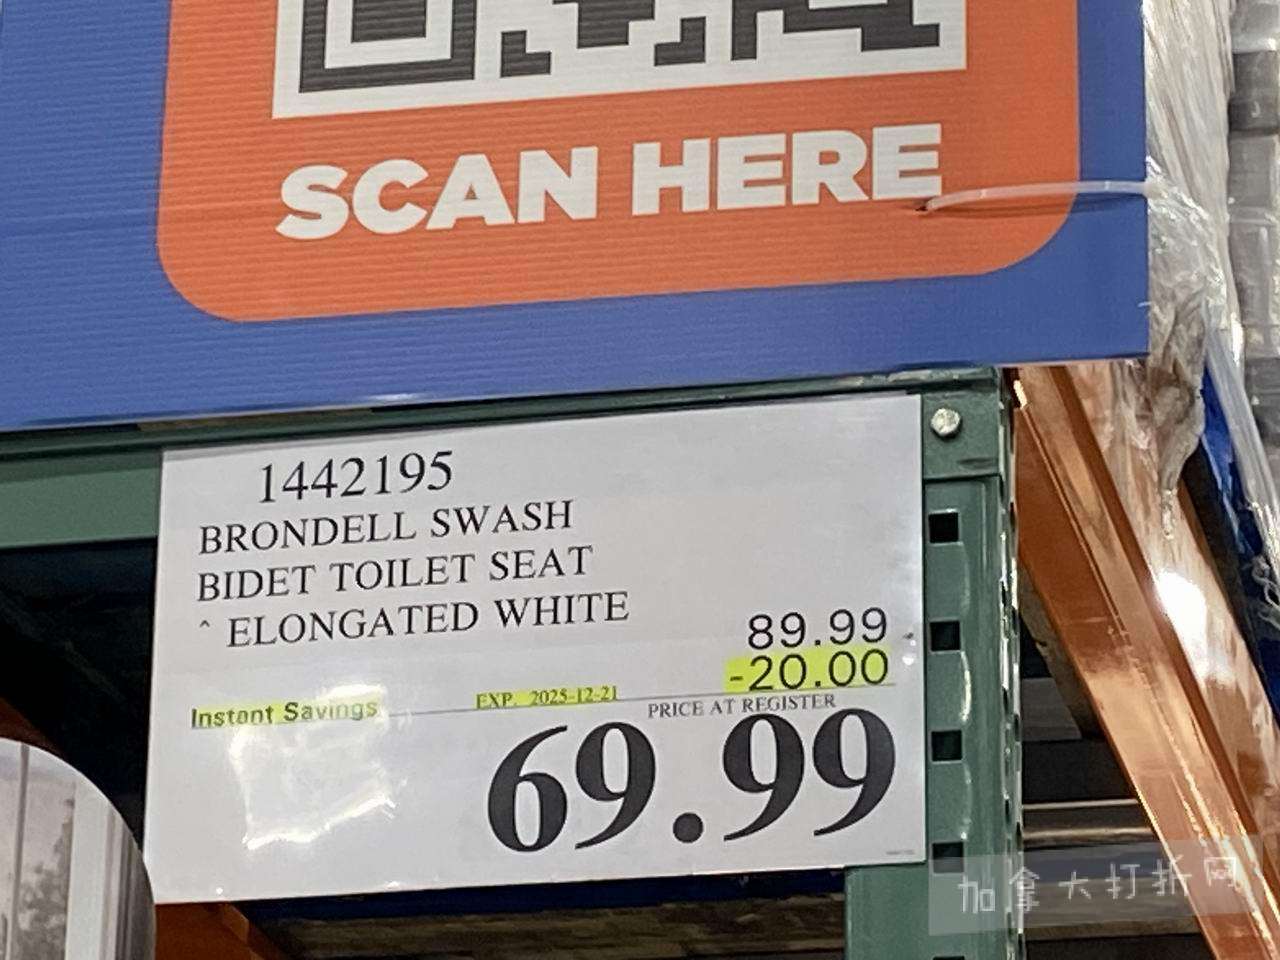 SCAN HERE
1442195
BRONDELL SWASH
BIDET TOILET SEAT
^ ELONGATED WHITE
89.99
-20.00
Instant Savings
EXP. 2025-12-21
PRICE AT REGISTER
69.99
加拿大打折网